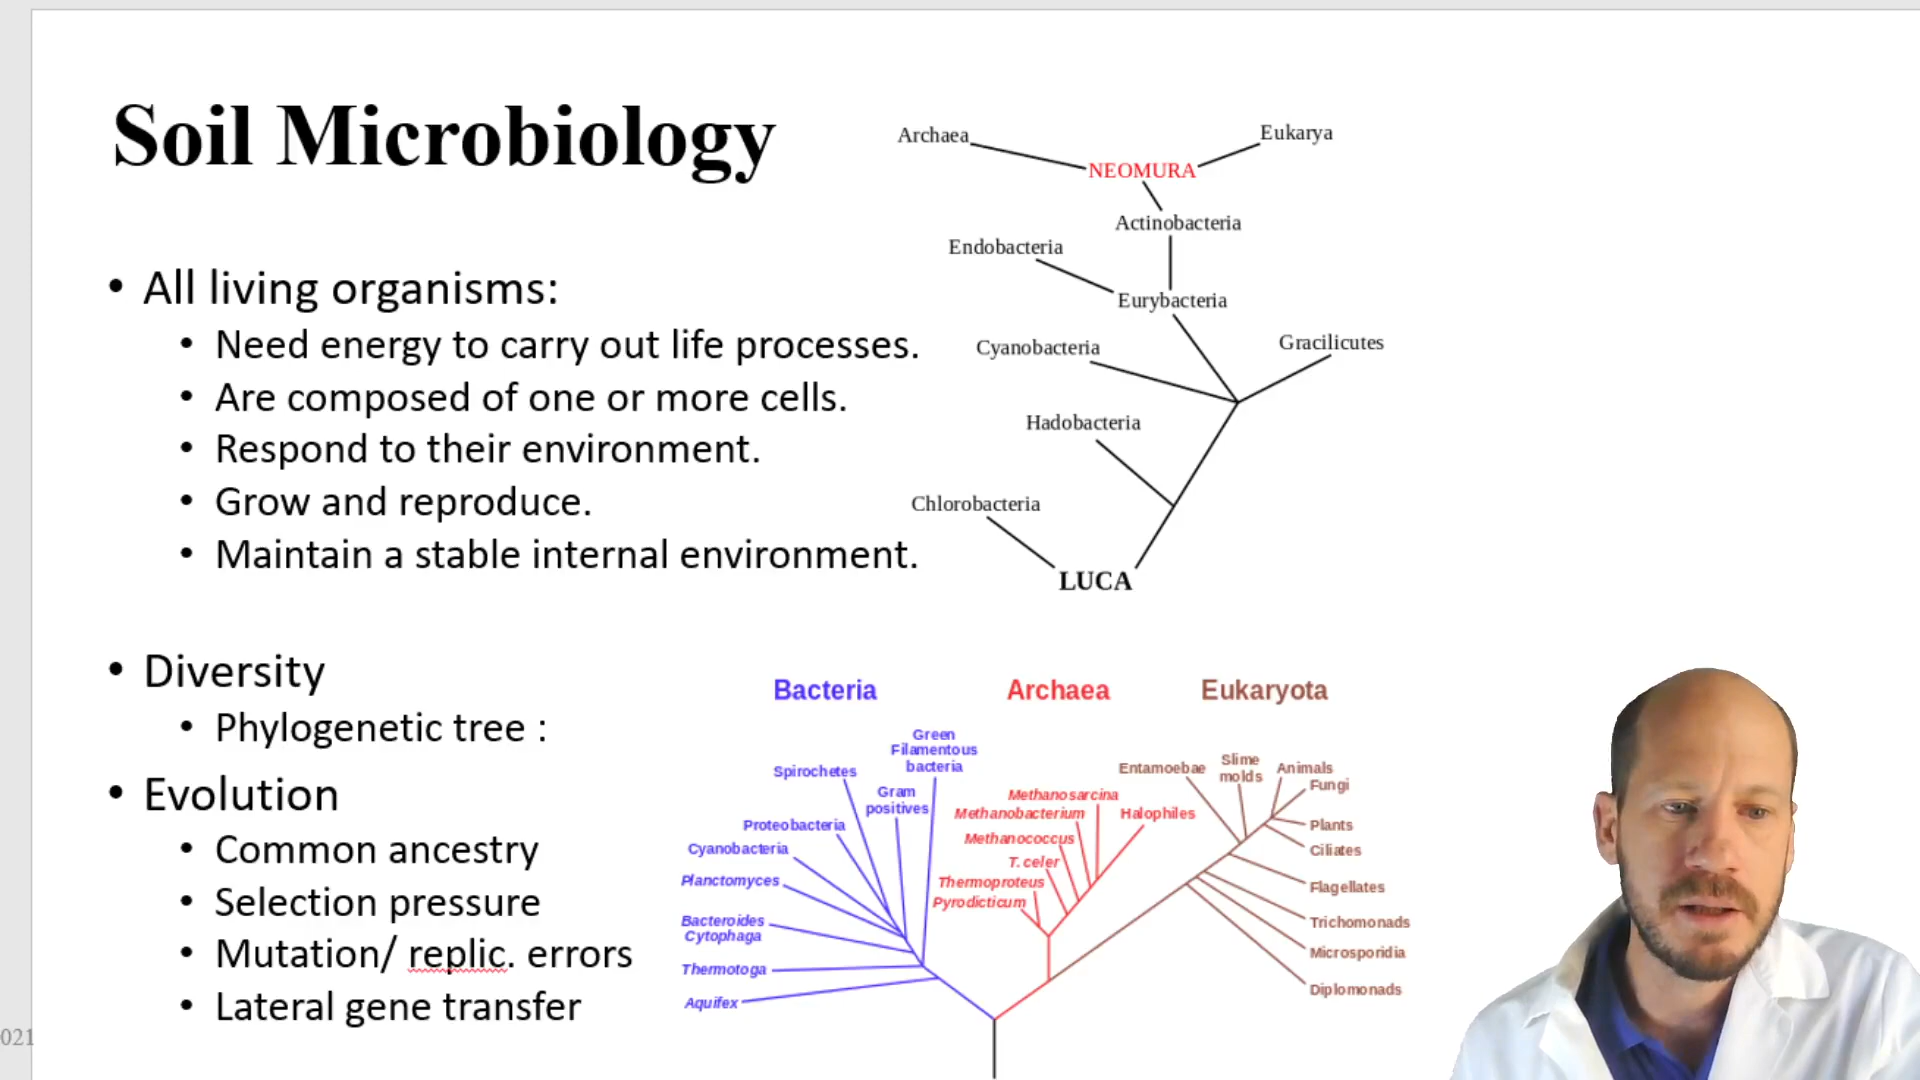 Soil Microbiology
• All living organisms:
• Need energy to carry out life processes.
• Are composed of one or more cells.
• Respond to their environment.
• Grow and reproduce.
• Maintain a stable internal environment.
• Diversity
• Phylogenetic tree :
• Evolution
• Common ancestry
• Selection pressure
• Mutation/ replic. errors
• Lateral gene transfer
021
Archaea
Eukarya
NEOMURA
Actinobacteria
Endobacteria
Eurybacteria
Cyanobacteria
Gracilicutes
Hadobacteria
Chlorobacteria
LUCA
Bacteria
Archaea
Eukaryota
Green
Filamentous
bacteria
Spirochetes
Gram
positives
Proteobacteria
Cyanobacteria
Planctomyces
Bacteroides
Cytophaga
Thermotoga
Aquifex
Methanosarcina
Methanobacterium
Halophiles
Methanococcus
T. celer
Thermoproteus
Pyrodicticum
Entamoebae
Slime
molds
Animals
Fungi
Plants
Ciliates
Flagellates
Trichomonads
Microsporidia
Diplomonads